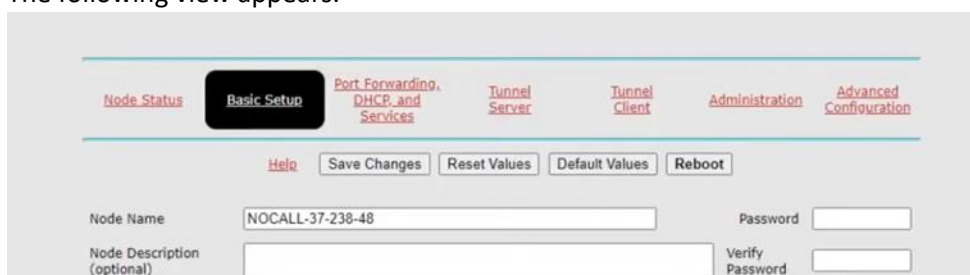 The following view appears:
Node Status
Basic Setup
Port Forwarding,
DHCP, and
Services
Tunnel
Server
Tunnel
Client
Administration
Advanced
Configuration
Help Save Changes Reset Values Default Values Reboot
Node Name NOCALL-37-238-48 Password
Node Description
(optional)
Verify
Password